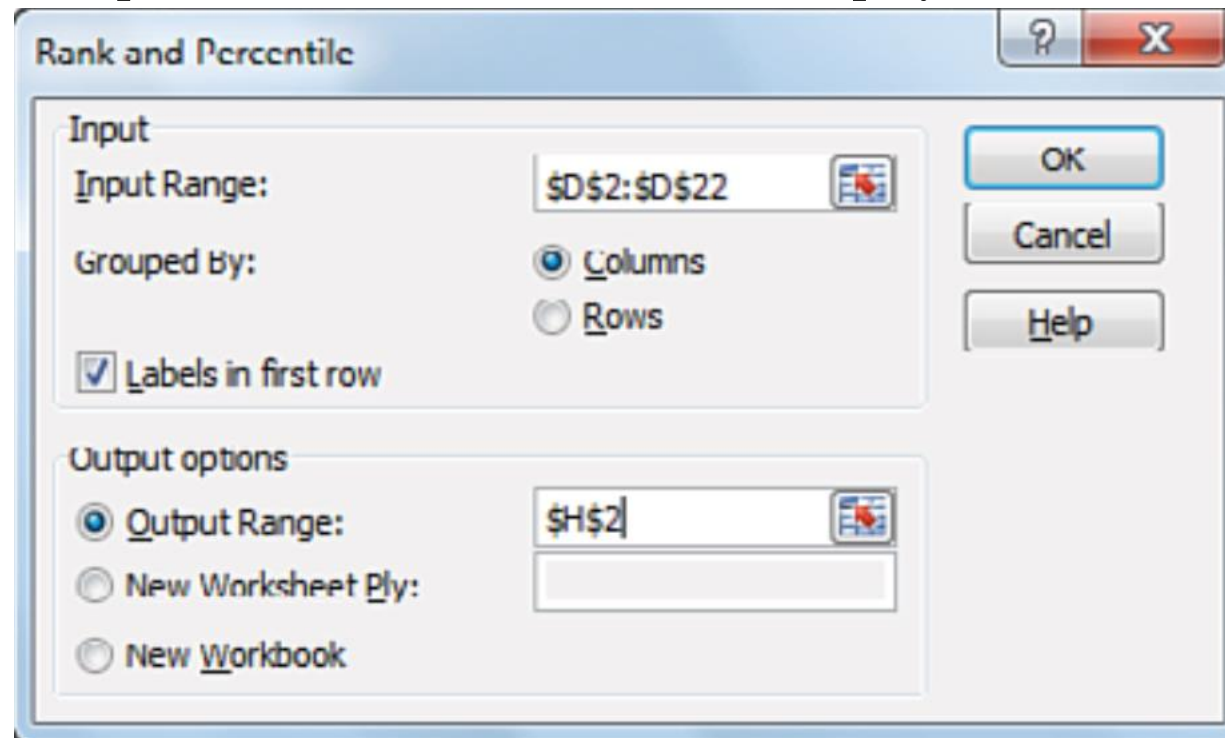 Rank and Percentile
Input
Input Range: $D$2:$D$22
OK
Grouped By: Columns
Cancel
Rows
Help
Labels in first row
Output options
Output Range: $H$2
New Worksheet Ply:
New Workbook